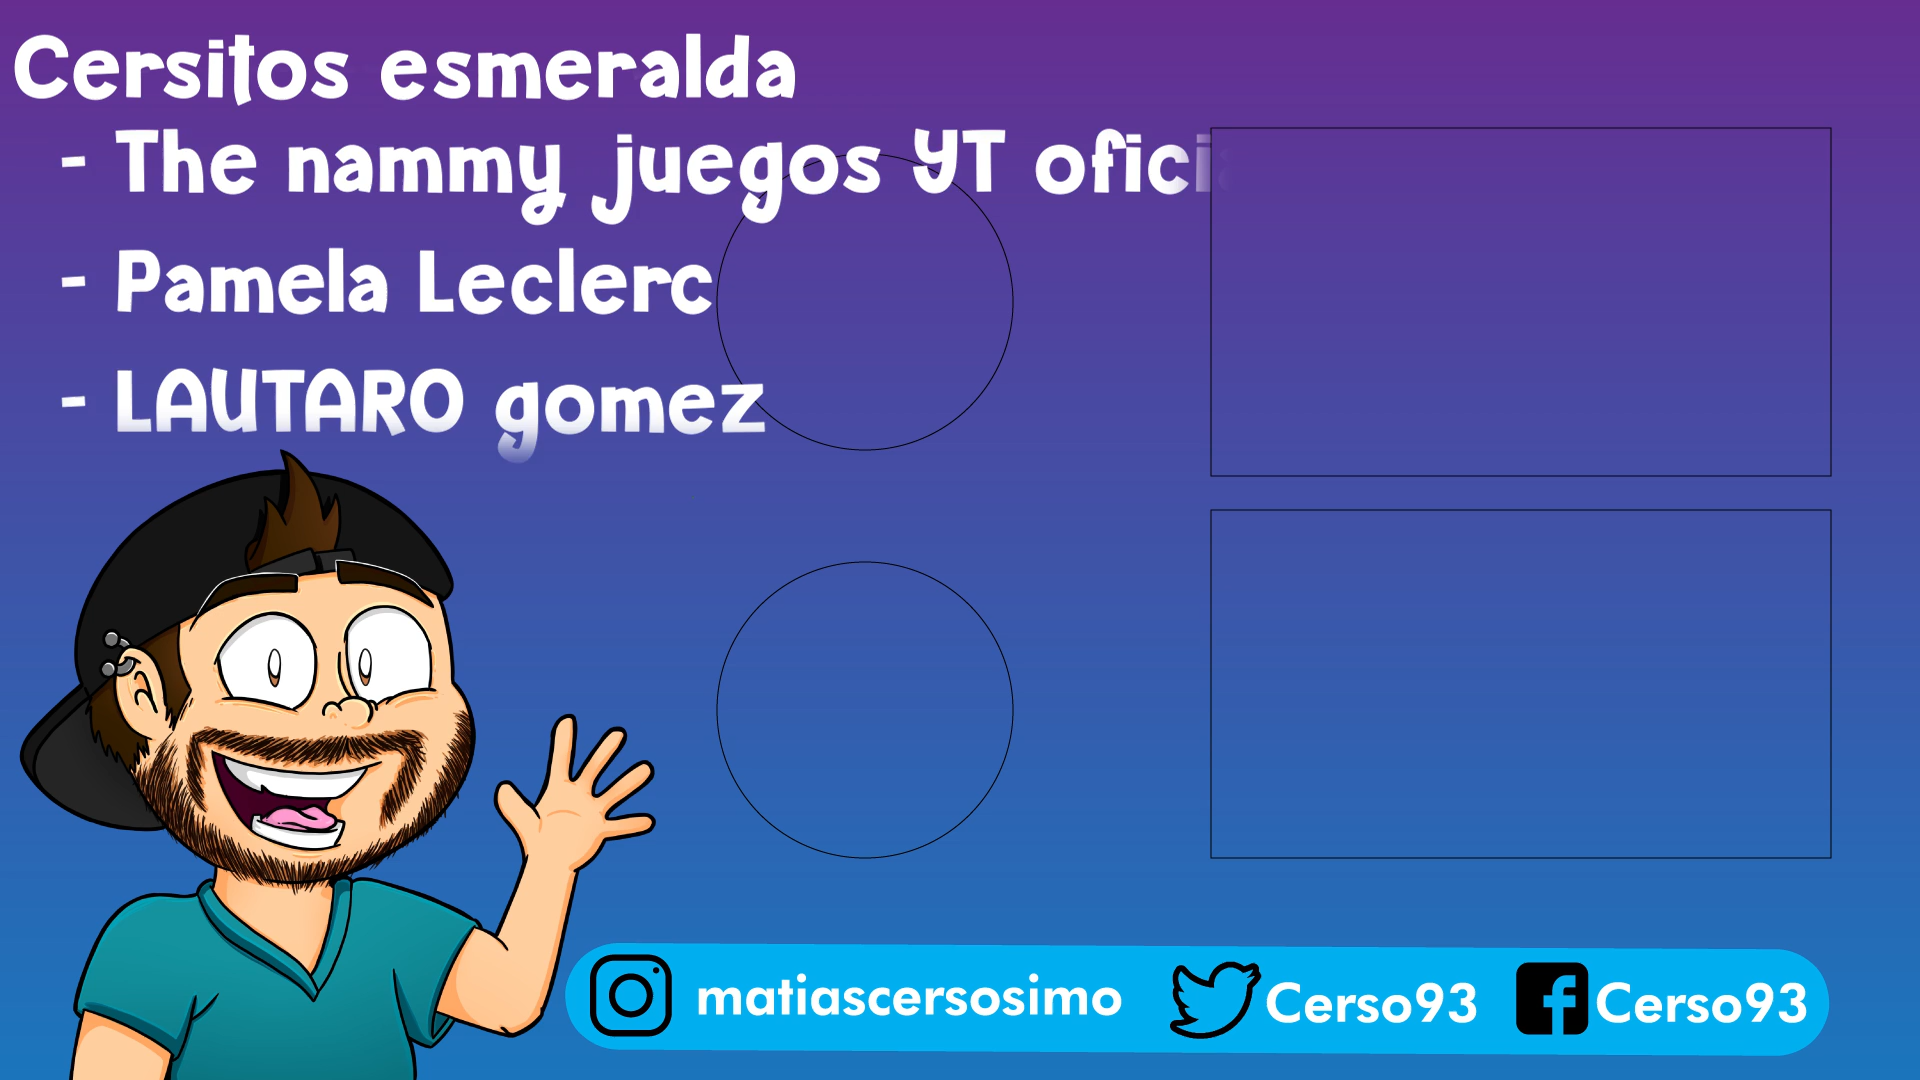 Cersitos esmeralda
- The nammy juegos YT ofici
- Pamela Leclerc
- LAUTARO gomez
matiascersosimo
Cerso93
Cerso93